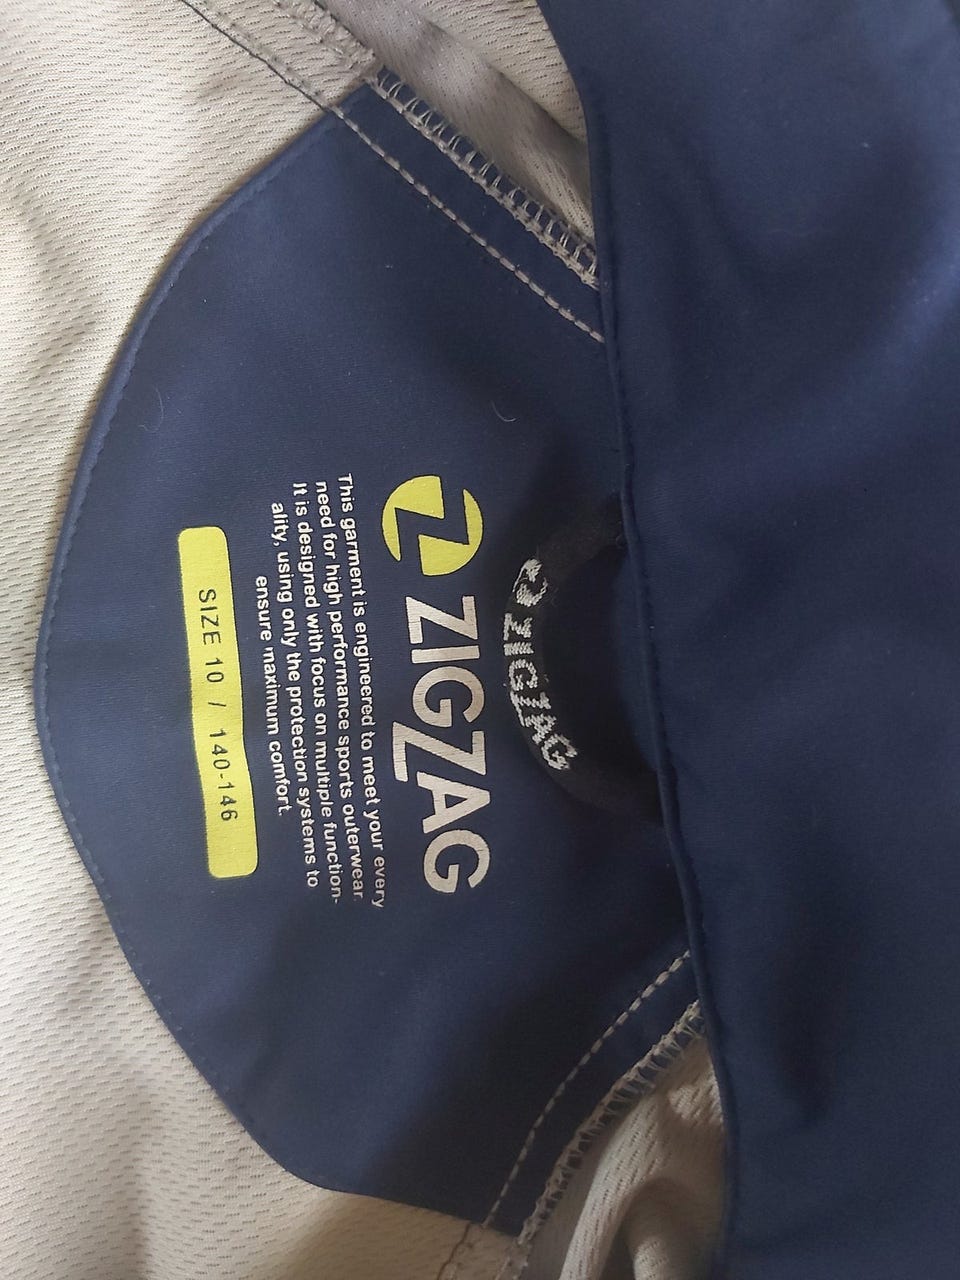 ZIGZAG
ZIGZAG
This garment is engineered to meet your every
need for high performance sports outerwear.
It is designed with focus on multiple function-
ality, using only the protection systems to
ensure maximum comfort.
SIZE 10 / 140-146